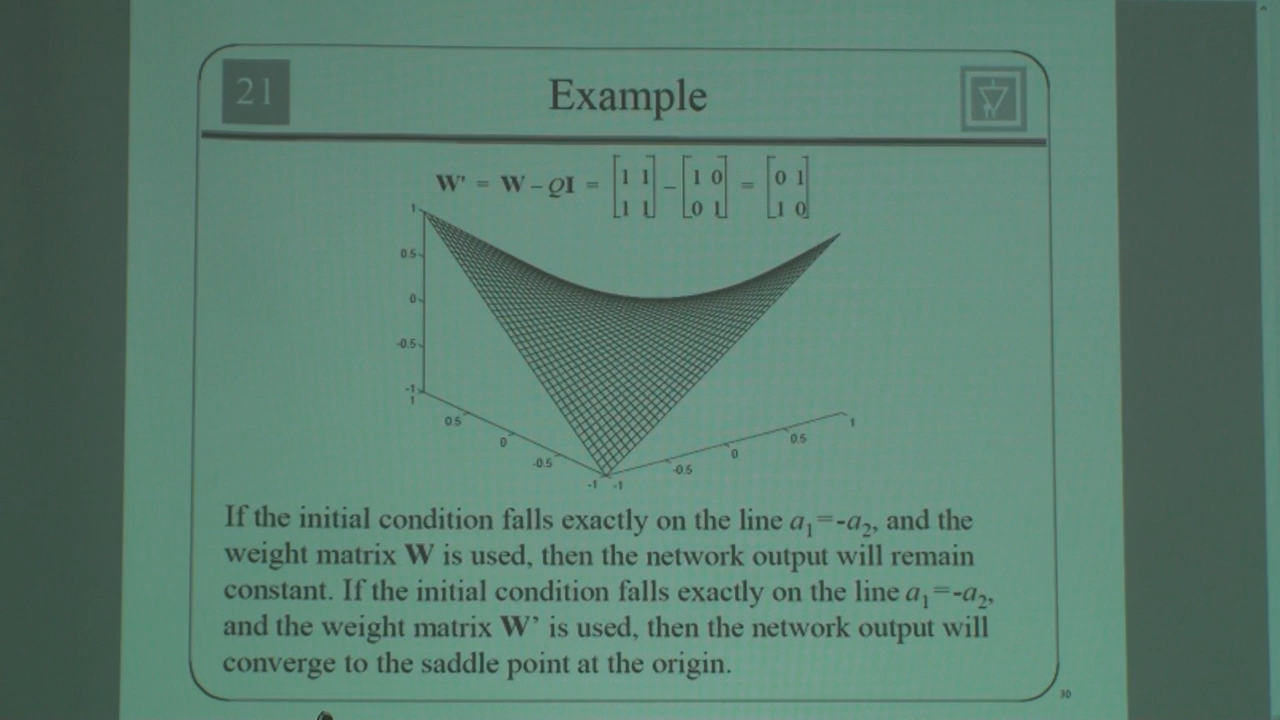 21
Example
W' = W – QI = [1 1 1 1] – [1 0 0 1] = [0 1 1 0]
1
0.5
0
-0.5
-1
1
0.5
0
-0.5
-1
-1
-0.5
0
0.5
1
If the initial condition falls exactly on the line a₁=-a₂, and the
weight matrix W is used, then the network output will remain
constant. If the initial condition falls exactly on the line a₁=-a₂,
and the weight matrix W’ is used, then the network output will
converge to the saddle point at the origin.
30